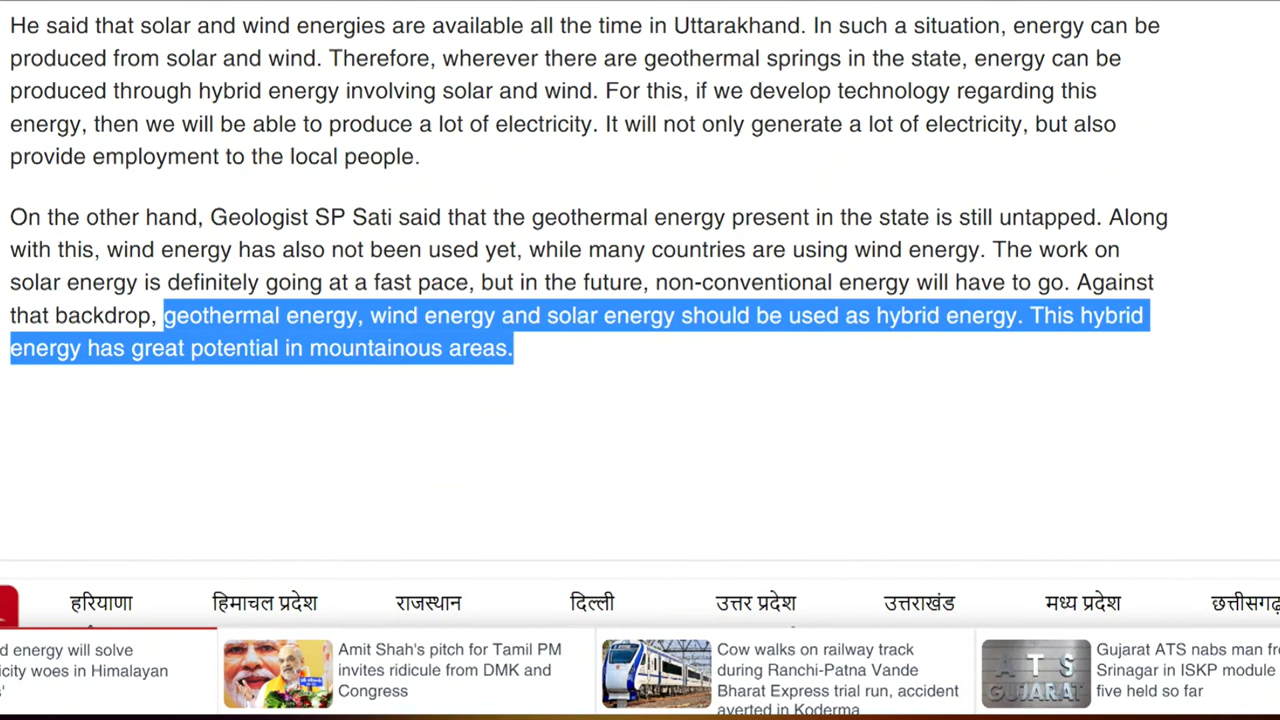 He said that solar and wind energies are available all the time in Uttarakhand. In such a situation, energy can be
produced from solar and wind. Therefore, wherever there are geothermal springs in the state, energy can be
produced through hybrid energy involving solar and wind. For this, if we develop technology regarding this
energy, then we will be able to produce a lot of electricity. It will not only generate a lot of electricity, but also
provide employment to the local people.
On the other hand, Geologist SP Sati said that the geothermal energy present in the state is still untapped. Along
with this, wind energy has also not been used yet, while many countries are using wind energy. The work on
solar energy is definitely going at a fast pace, but in the future, non-conventional energy will have to go. Against
that backdrop, geothermal energy, wind energy and solar energy should be used as hybrid energy. This hybrid
energy has great potential in mountainous areas.
हरियाणा हिमाचल प्रदेश राजस्थान दिल्ली उत्तर प्रदेश उत्तराखंड मध्य प्रदेश छत्तीसगढ़
d energy will solve
icity woes in Himalayan
s'
Amit Shah's pitch for Tamil PM
invites ridicule from DMK and
Congress
Cow walks on railway track
during Ranchi-Patna Vande
Bharat Express trial run, accident
averted in Koderma
ATS
GUJARAT
Gujarat ATS nabs man fr
Srinagar in ISKP module
five held so far